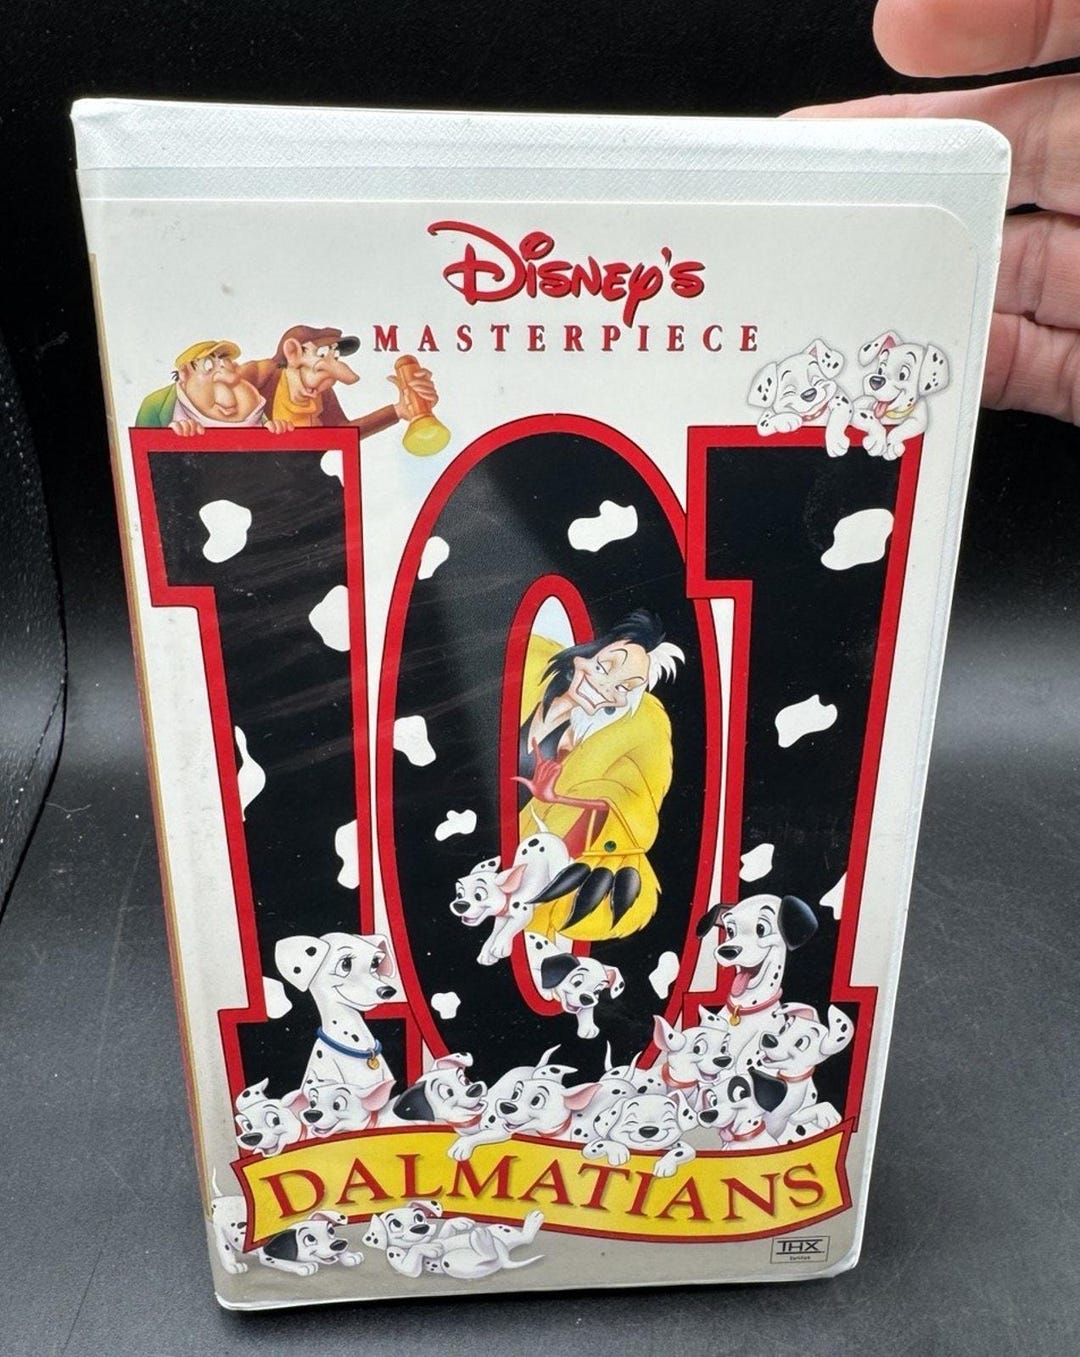 Disney's
MASTERPIECE
101
DALMATIANS
THX